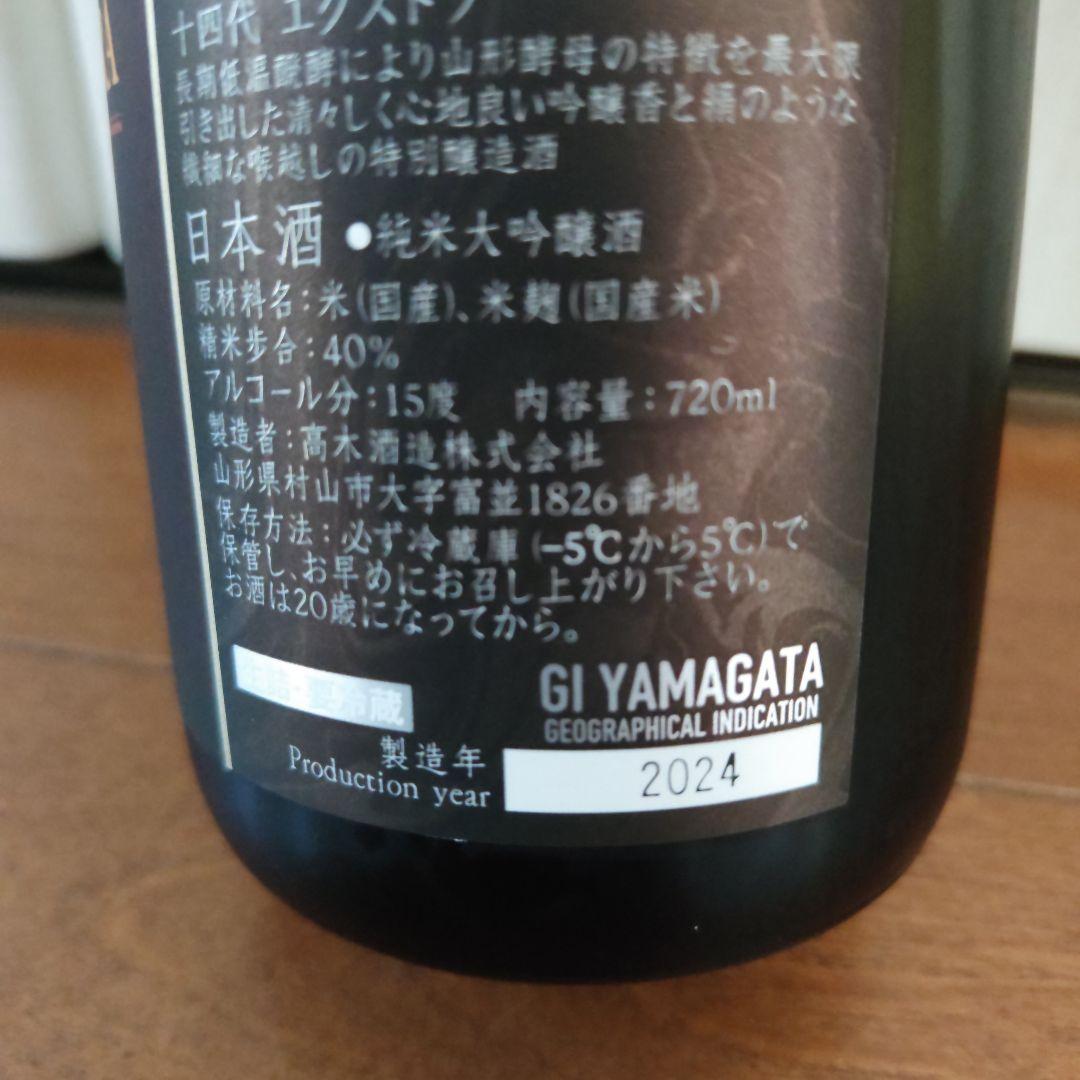 十四代 エクストラ
長期低温醗酵により山形酵母の特徴を最大限
引き出した清々しく心地良い吟醸香と絹のような
繊細な喉越しの特別醸造酒
日本酒 ●純米大吟醸酒
原材料名：米(国産)、米麹(国産米)
精米歩合：40%
アルコール分：15度 内容量：720ml
製造者：高木酒造株式会社
山形県村山市大字富並1826番地
保存方法：必ず冷蔵庫(-5℃から5℃)で
保管し、お早めにお召し上がり下さい。
お酒は20歳になってから。
生詰・要冷蔵
GI YAMAGATA
GEOGRAPHICAL INDICATION
製造年
Production year
2024